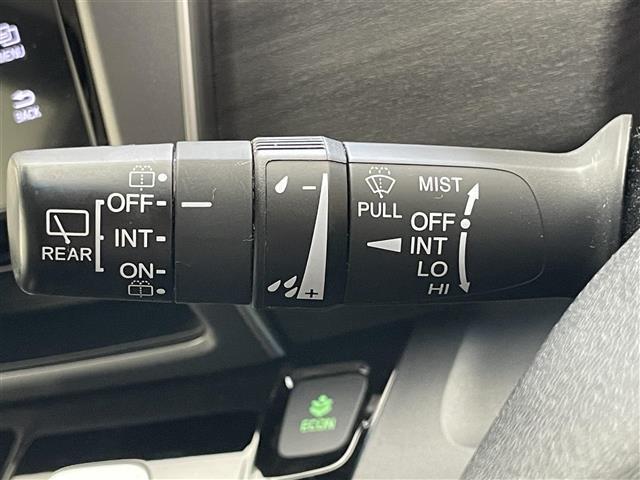 MENU
BACK
REAR
OFF
INT
ON
−
+
PULL
MIST
OFF
INT
LO
HI
ECON